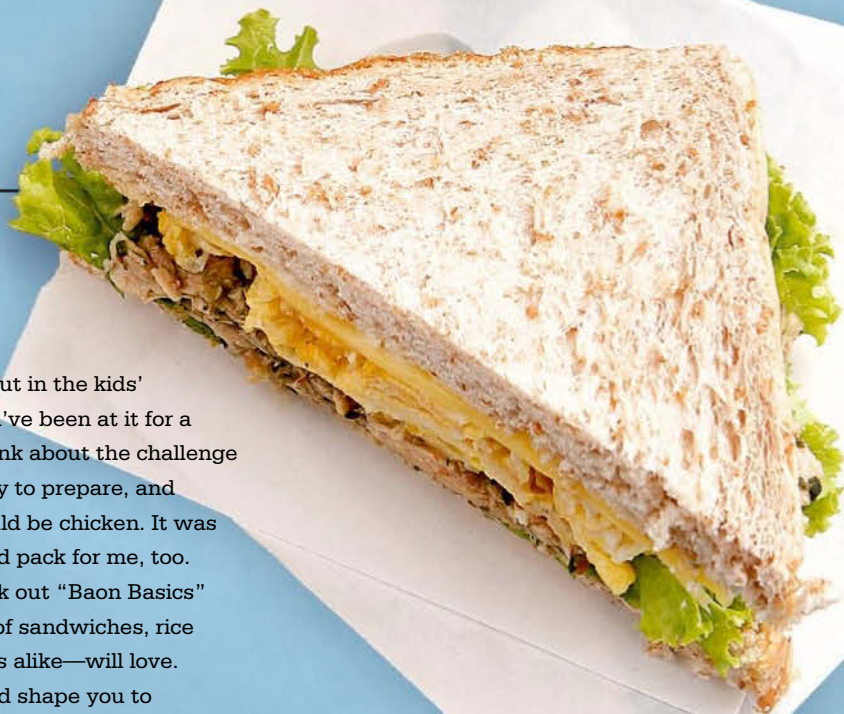 ut in the kids’
’ve been at it for a
nk about the challenge
y to prepare, and
ld be chicken. It was
d pack for me, too.
k out “Baon Basics”
of sandwiches, rice
s alike—will love.
d shape you to